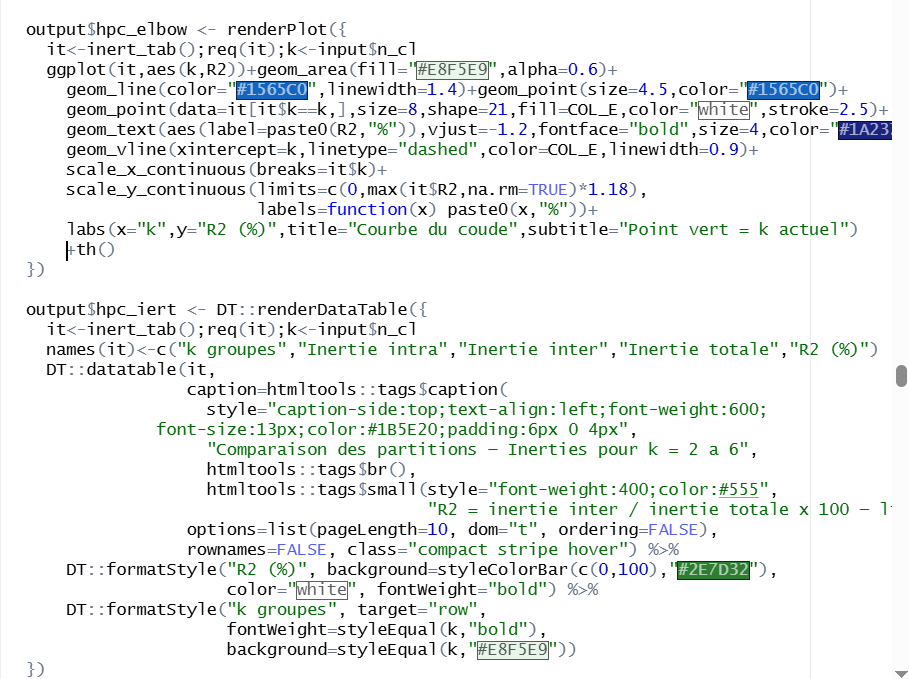 output$hpc_elbow <- renderPlot({
  it<-inert_tab();req(it);k<-input$n_cl
  ggplot(it,aes(k,R2))+geom_area(fill="#E8F5E9",alpha=0.6)+
    geom_line(color="#1565C0",linewidth=1.4)+geom_point(size=4.5,color="#1565C0")+
    geom_point(data=it[it$k==k,],size=8,shape=21,fill=COL_E,color="white",stroke=2.5)+
    geom_text(aes(label=paste0(R2,"%")),vjust=-1.2,fontface="bold",size=4,color="#1A23
    geom_vline(xintercept=k,linetype="dashed",color=COL_E,linewidth=0.9)+
    scale_x_continuous(breaks=it$k)+
    scale_y_continuous(limits=c(0,max(it$R2,na.rm=TRUE)*1.18),
                       labels=function(x) paste0(x,"%"))+
    labs(x="k",y="R2 (%)",title="Courbe du coude",subtitle="Point vert = k actuel")
    +th()
})
output$hpc_iert <- DT::renderDataTable({
  it<-inert_tab();req(it);k<-input$n_cl
  names(it)<-c("k groupes","Inertie intra","Inertie inter","Inertie totale","R2 (%)")
  DT::datatable(it,
                caption=htmltools::tags$caption(
                  style="caption-side:top;text-align:left;font-weight:600;
             font-size:13px;color:#1B5E20;padding:6px 0 4px",
                  "Comparaison des partitions — Inerties pour k = 2 a 6",
                  htmltools::tags$br(),
                  htmltools::tags$small(style="font-weight:400;color:#555",
                                        "R2 = inertie inter / inertie totale x 100 — l
                options=list(pageLength=10, dom="t", ordering=FALSE),
                rownames=FALSE, class="compact stripe hover") %>%
    DT::formatStyle("R2 (%)", background=styleColorBar(c(0,100),"#2E7D32"),
                    color="white", fontWeight="bold") %>%
    DT::formatStyle("k groupes", target="row",
                    fontWeight=styleEqual(k,"bold"),
                    background=styleEqual(k,"#E8F5E9"))
})